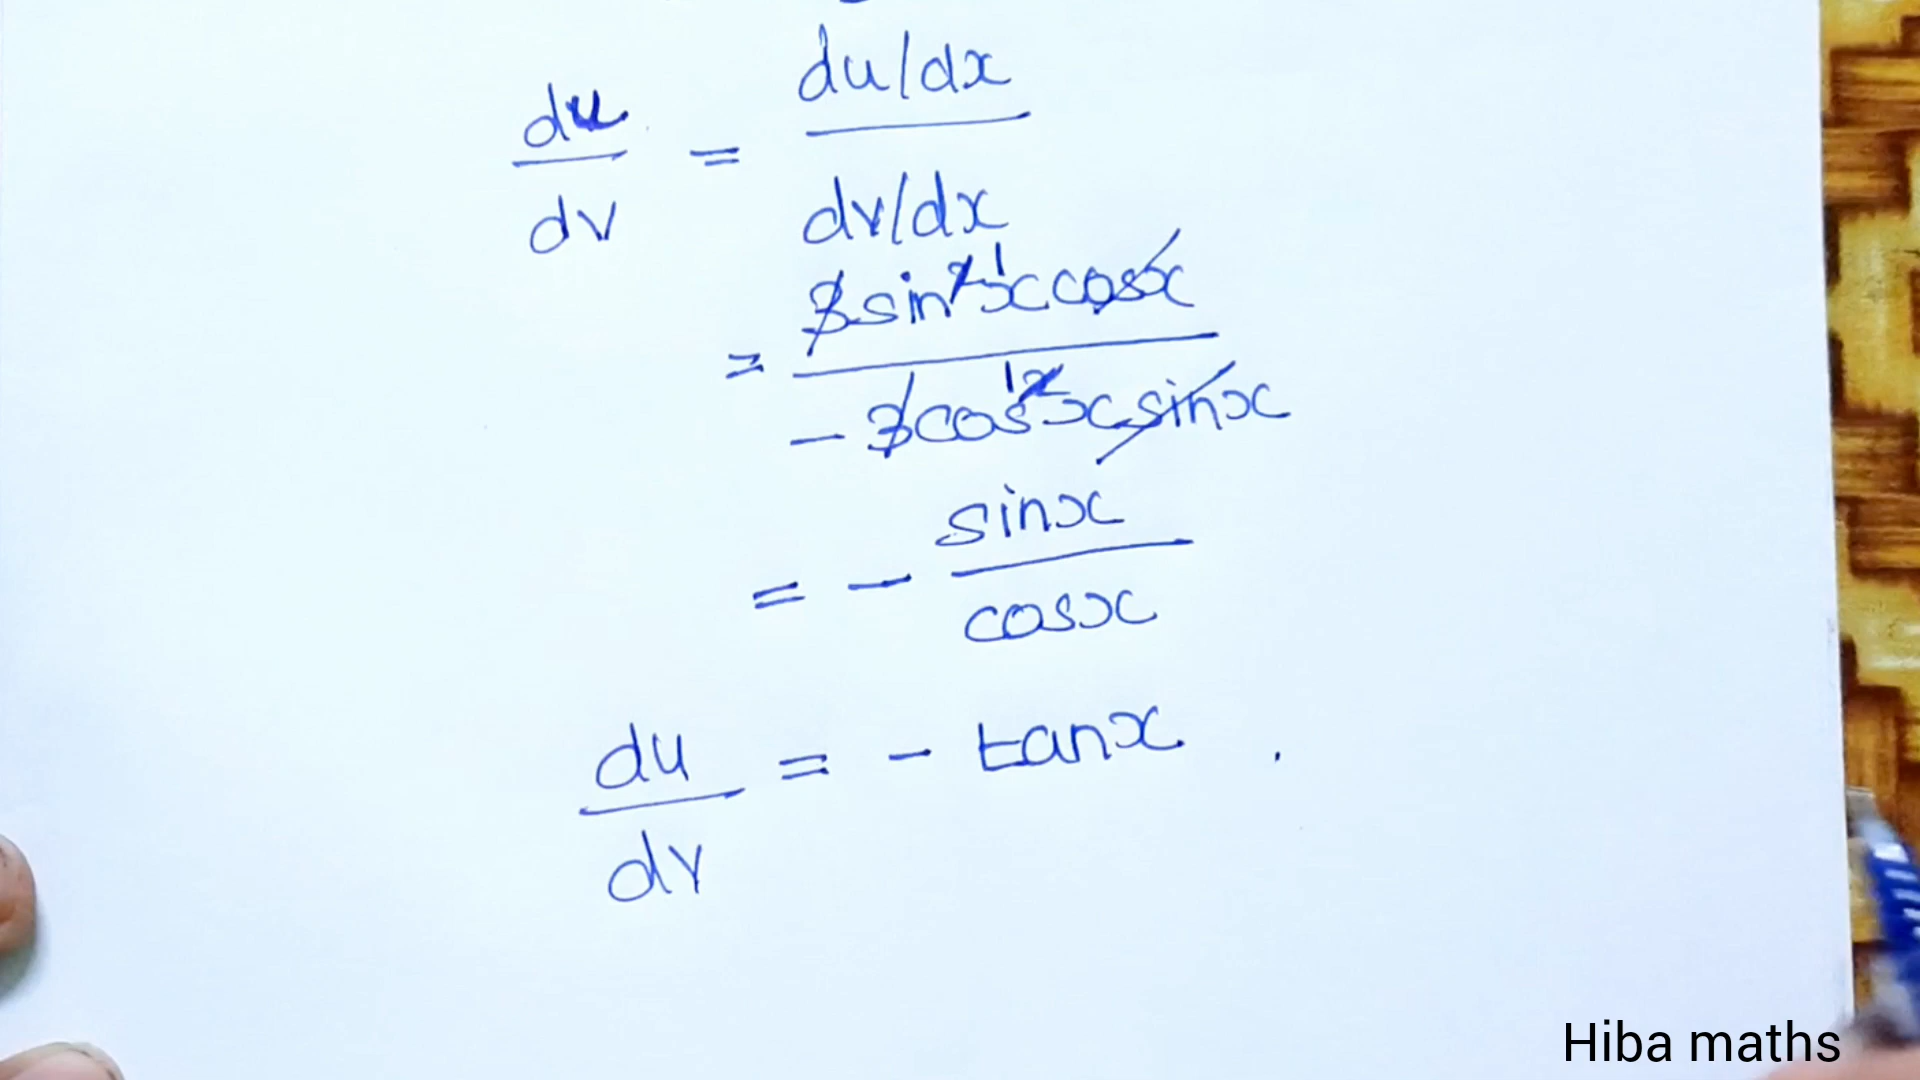 du/dx
du =
dv
dv/dx
= 3sin²x cosx
-3cos²x sinx
= - sinx
cosx
du = - tanx .
dv
Hiba maths